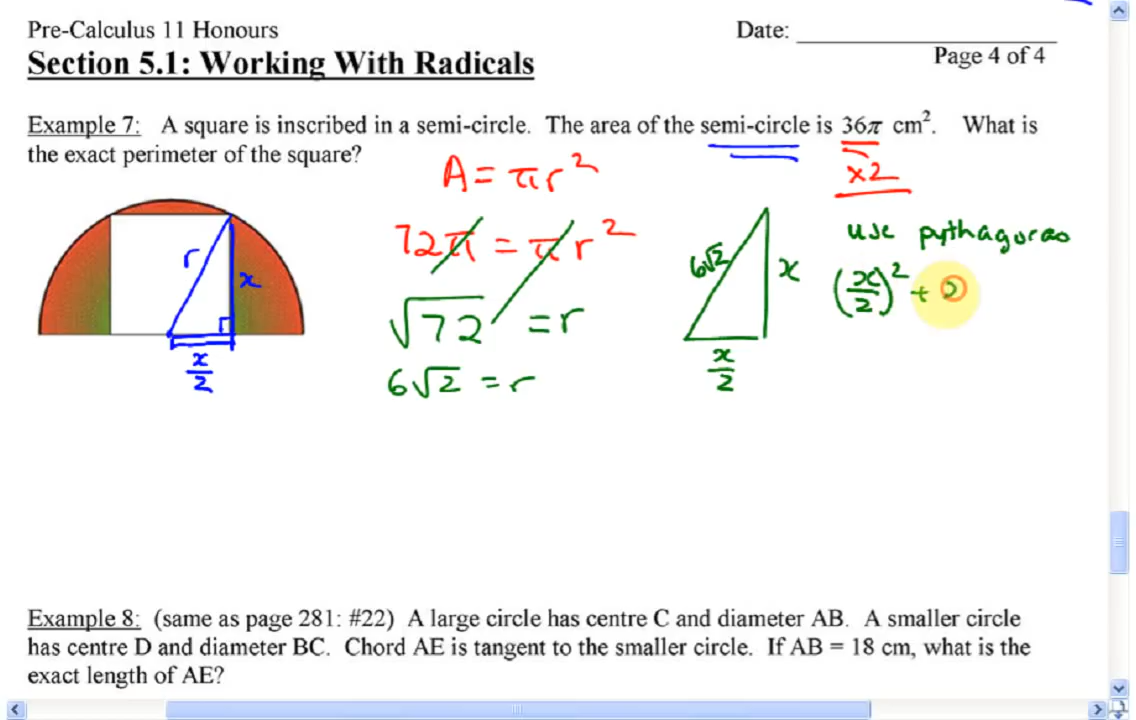 Pre-Calculus 11 Honours
Date: ____________________
Section 5.1: Working With Radicals
Page 4 of 4
Example 7: A square is inscribed in a semi-circle. The area of the semi-circle is 36π cm². What is
the exact perimeter of the square?
A = πr²
×2
72π = πr²
use pythagoras
r
x
6√2
x
(x/2)² +
√72 = r
x/2
6√2 = r
x/2
Example 8: (same as page 281: #22) A large circle has centre C and diameter AB. A smaller circle
has centre D and diameter BC. Chord AE is tangent to the smaller circle. If AB = 18 cm, what is the
exact length of AE?